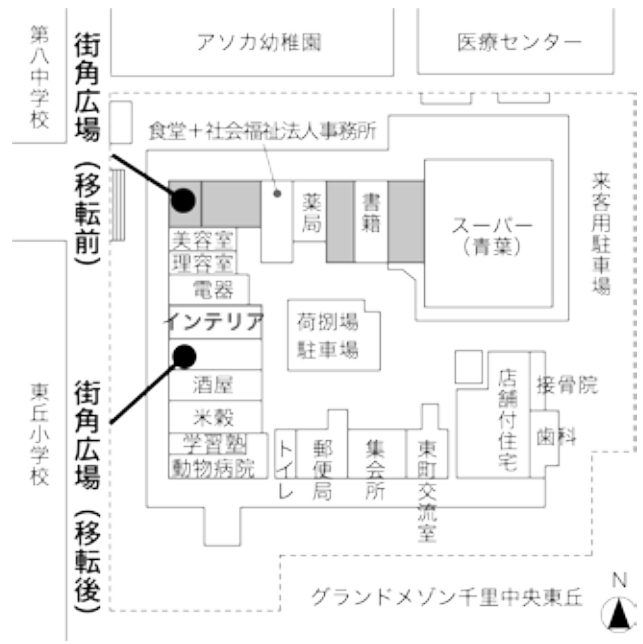 第八中学校
街角広場（移転前）
アソカ幼稚園
医療センター
食堂＋社会福祉法人事務所
薬局
書籍
スーパー
（青葉）
来客用駐車場
美容室
理容室
電器
インテリア
荷捌場
駐車場
酒屋
米穀
学習塾
動物病院
トイレ
郵便局
集会所
東町交流室
店舗付住宅
接骨院
歯科
東丘小学校
街角広場（移転後）
グランドメゾン千里中央東丘
N